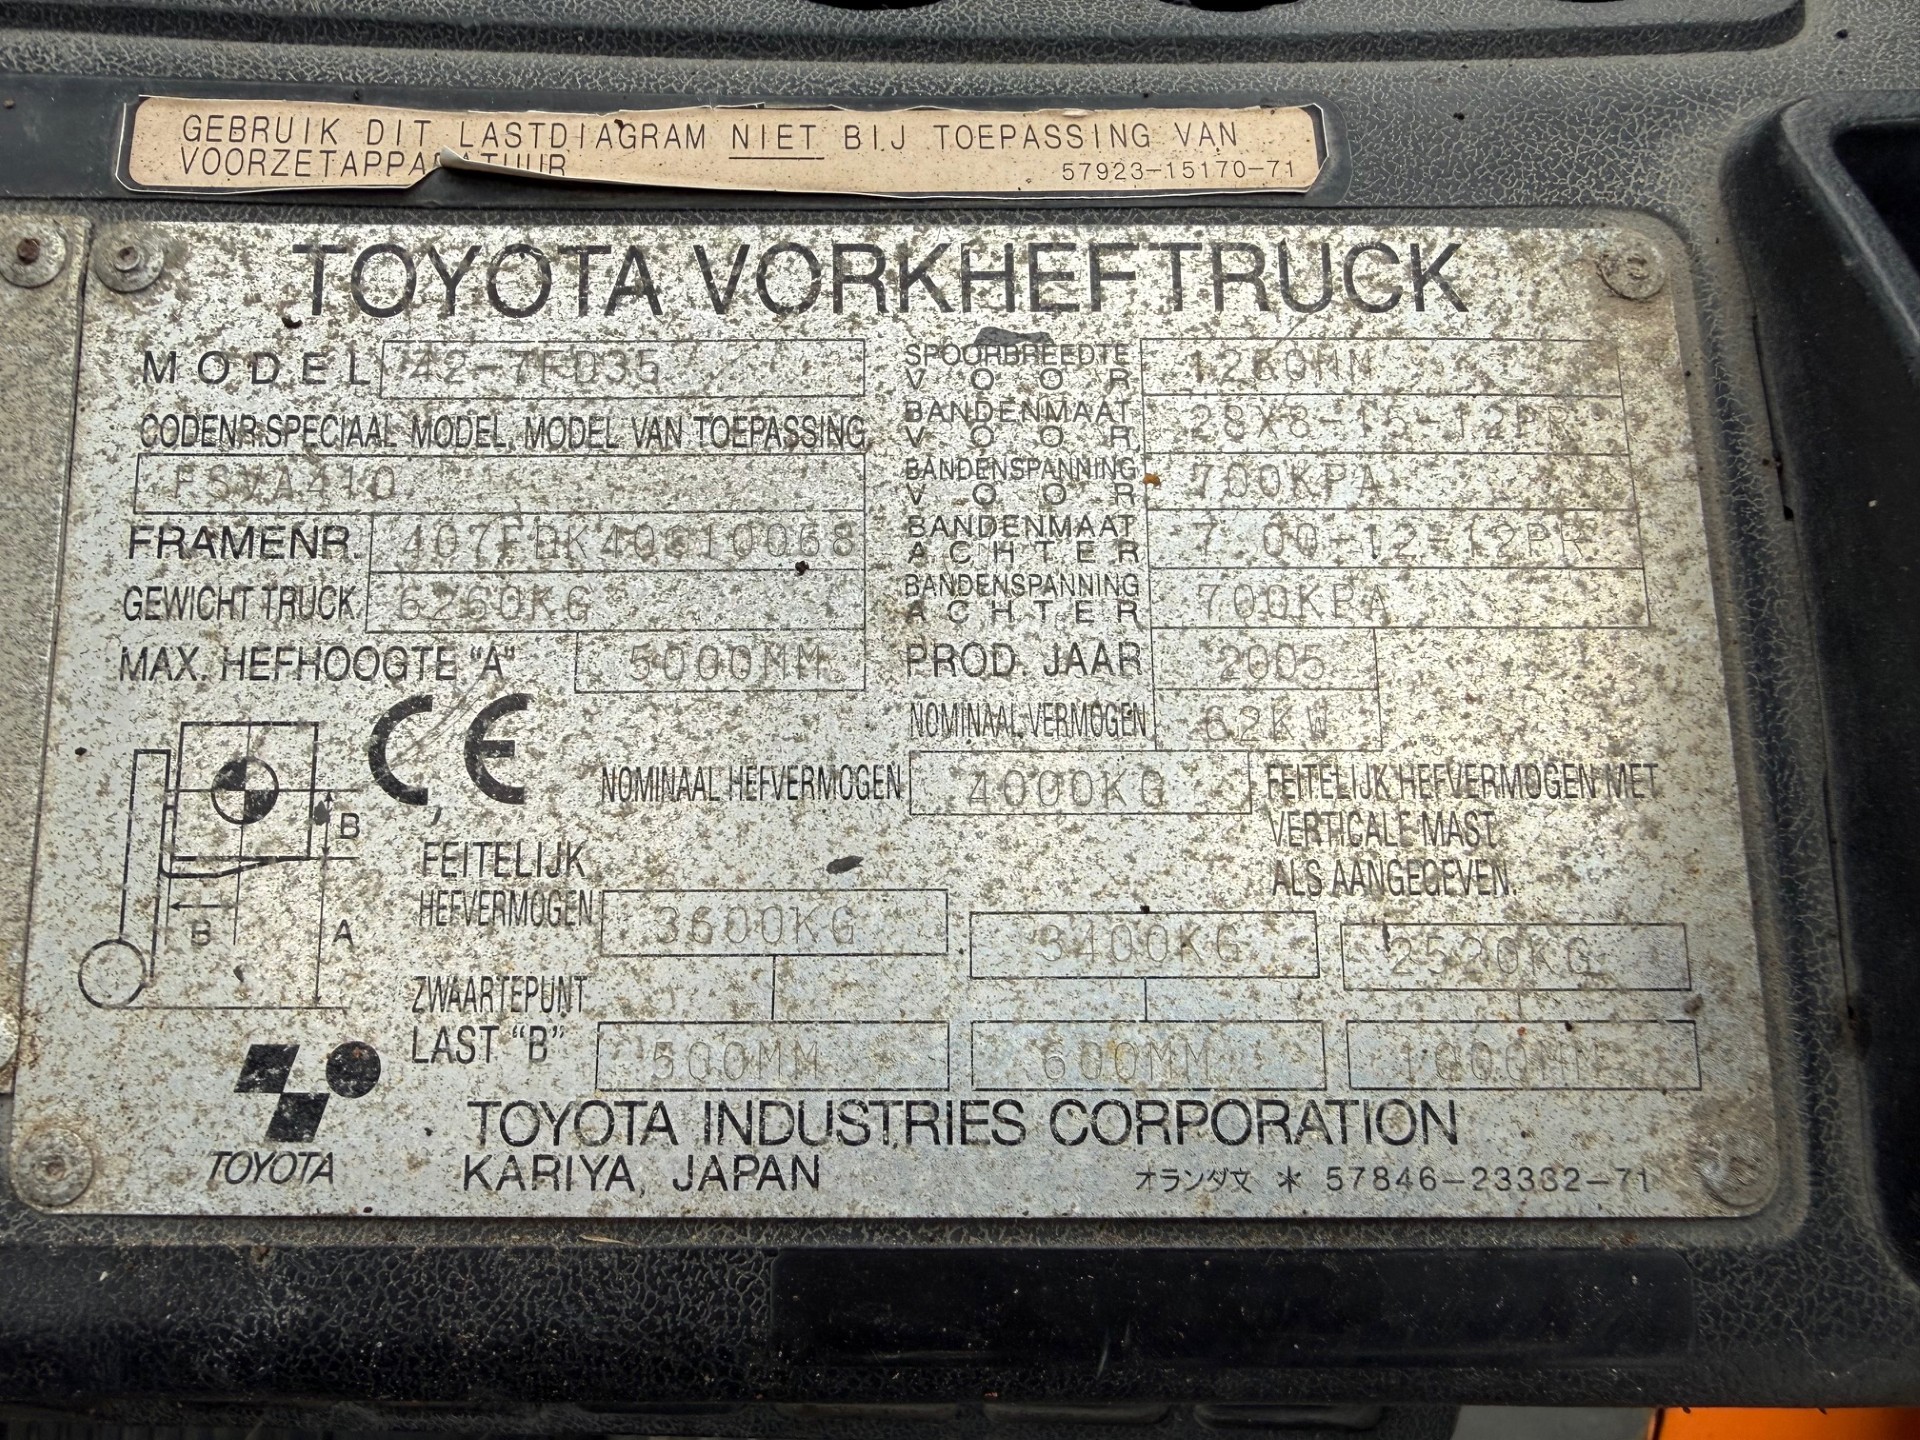 GEBRUIK DIT LASTDIAGRAM NIET BIJ TOEPASSING VAN
VOORZETAPPARATUUR
57923-15170-71
TOYOTA VORKHEFTRUCK
MODEL 42-7FD35
CODENR.SPECIAAL MODEL, MODEL VAN TOEPASSING
FSVA410
FRAMENR.
GEWICHT TRUCK 6260KG
MAX. HEFHOOGTE "A" 5000MM
SPOORBREEDTE
VOOR
BANDENMAAT
VOOR 28X8-15-12PR
BANDENSPANNING
VOOR 700KPA
BANDENMAAT
ACHTER 7 00-12-12PR
BANDENSPANNING
ACHTER 700KPA
PROD. JAAR 2005
NOMINAAL VERMOGEN 62KW
CE
NOMINAAL HEFVERMOGEN 4000KG
FEITELIJK HEFVERMOGEN MET
VERTICALE MAST
ALS AANGEGEVEN.
B
B
A
FEITELIJK
HEFVERMOGEN 3600KG 3400KG 2520KG
ZWAARTEPUNT
LAST "B" 500MM 600MM 1000MM
TOYOTA
TOYOTA INDUSTRIES CORPORATION
KARIYA, JAPAN
オランダ文 * 57846-23332-71